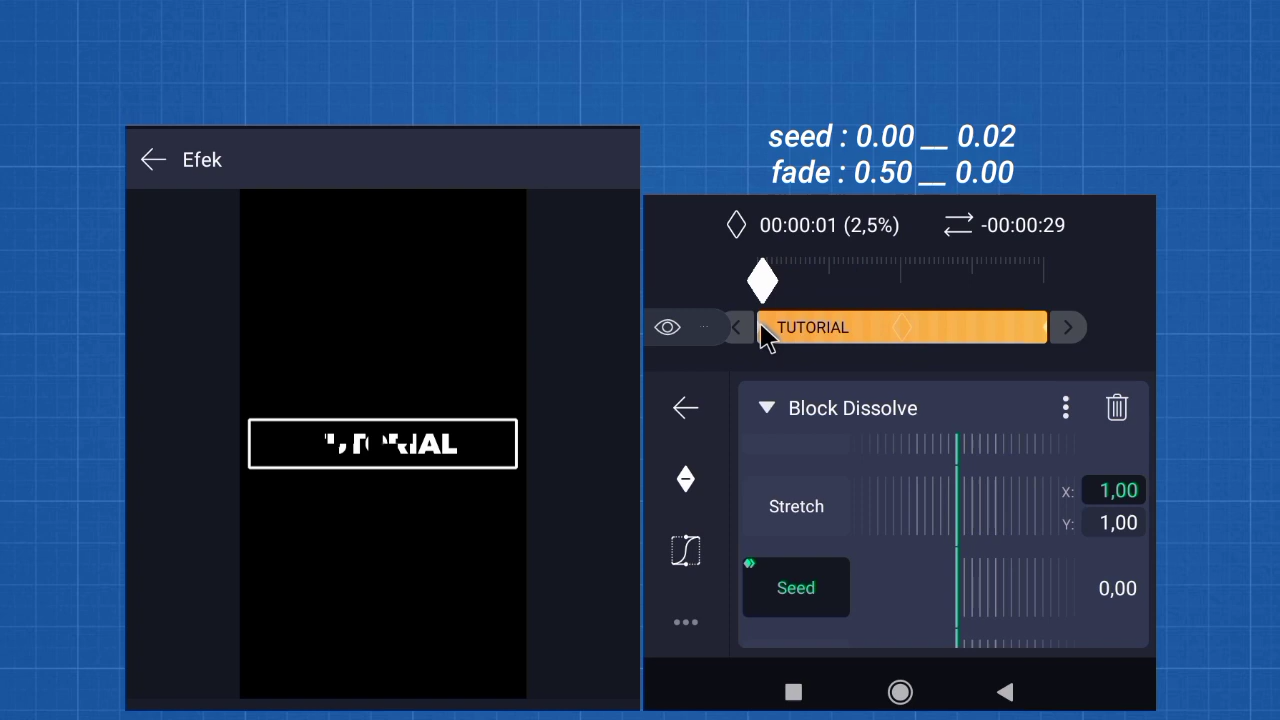 seed : 0.00 __ 0.02
fade : 0.50 __ 0.00
Efek
TUTORIAL
00:00:01 (2,5%) -00:00:29
TUTORIAL
Block Dissolve
Stretch
X: 1,00
Y: 1,00
Seed 0,00